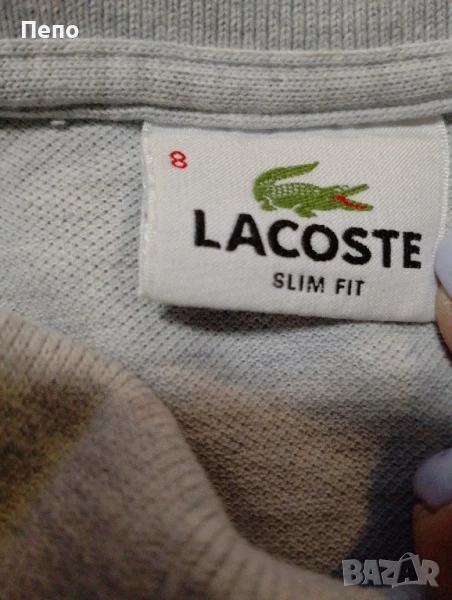 Пепо
8
LACOSTE
SLIM FIT
BAZAR